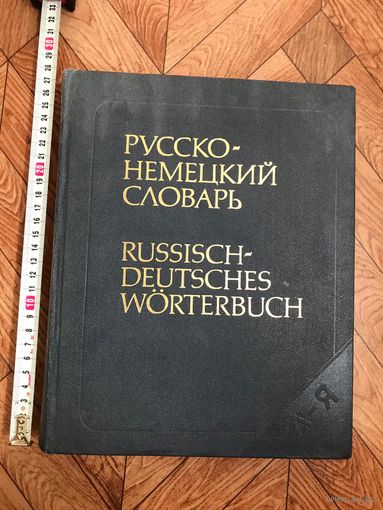 РУССКО-
НЕМЕЦКИЙ
СЛОВАРЬ
RUSSISCH-
DEUTSCHES
WÖRTERBUCH